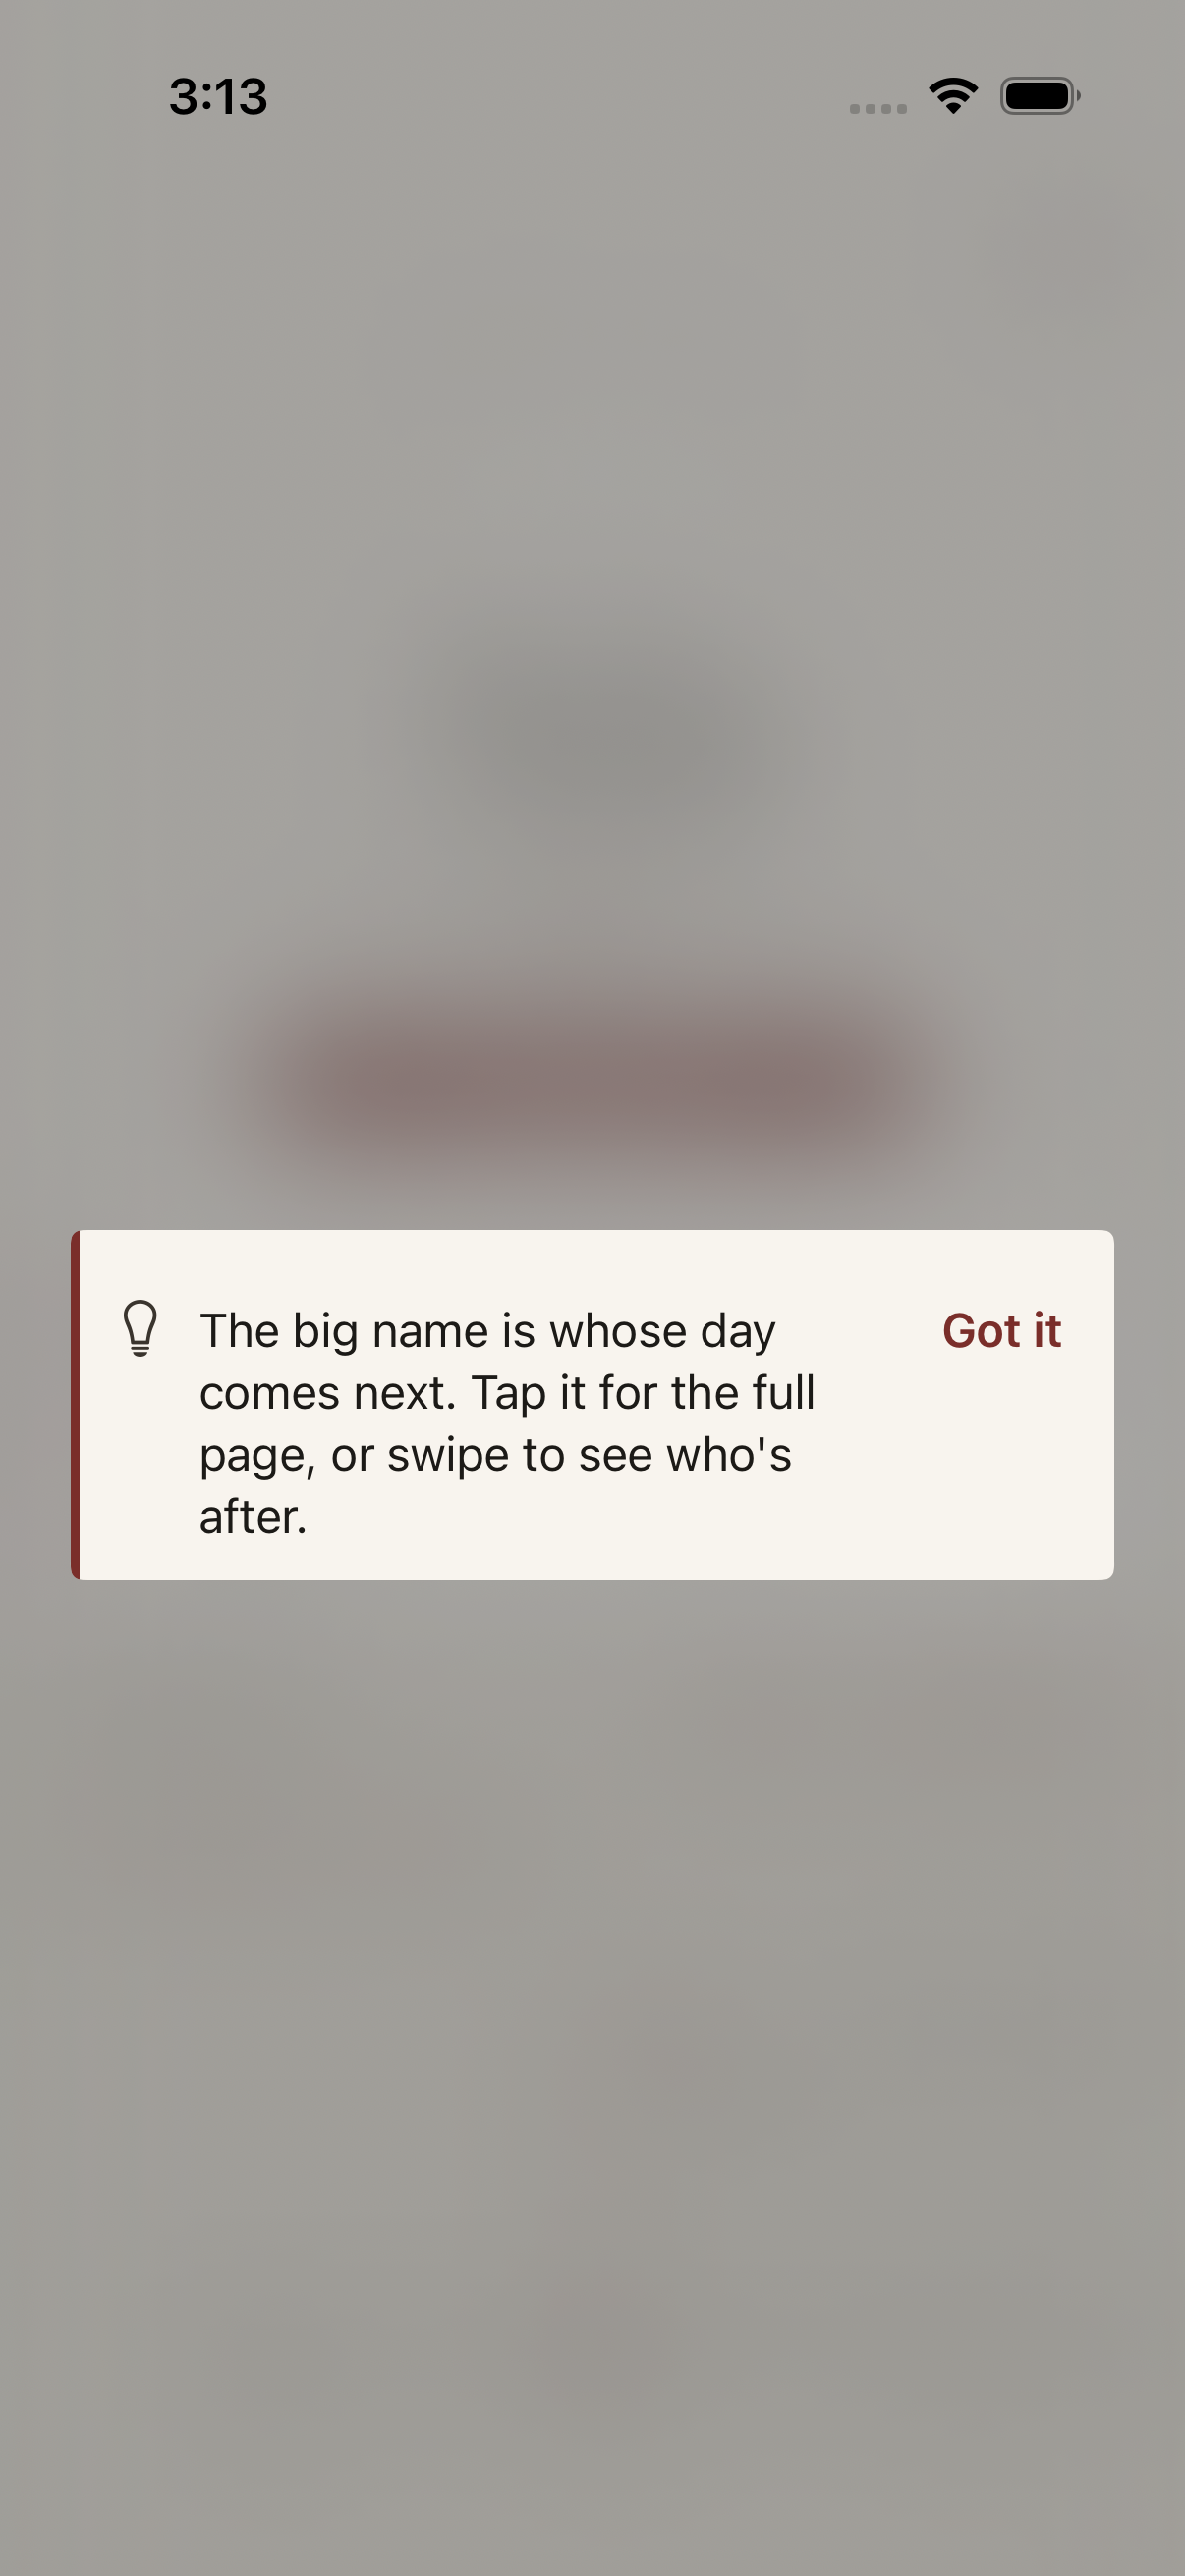 3:13
The big name is whose day
comes next. Tap it for the full
page, or swipe to see who's
after.
Got it